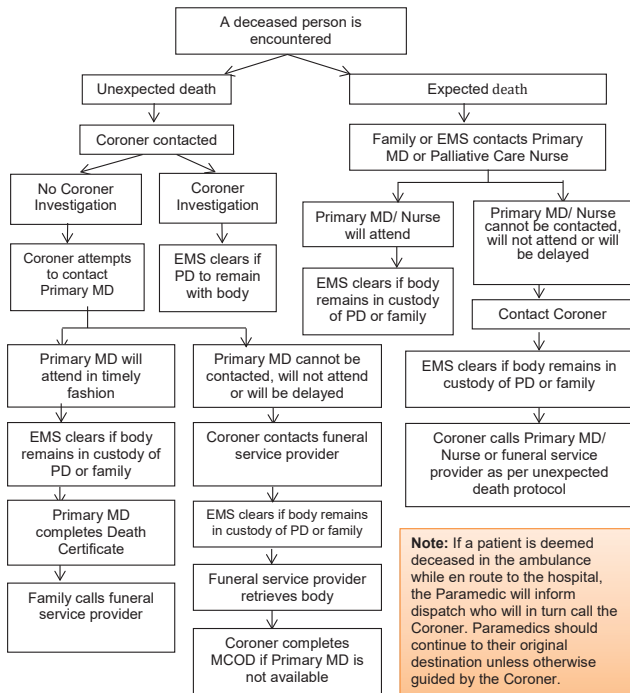 A deceased person is
encountered
Unexpected death
Expected death
Coroner contacted
Family or EMS contacts Primary
MD or Palliative Care Nurse
No Coroner
Investigation
Coroner
Investigation
Primary MD/ Nurse
will attend
Primary MD/ Nurse
cannot be contacted,
will not attend or will
be delayed
Coroner attempts
to contact
Primary MD
EMS clears if
PD to remain
with body
EMS clears if body
remains in custody
of PD or family
Contact Coroner
Primary MD will
attend in timely
fashion
Primary MD cannot be
contacted, will not attend
or will be delayed
EMS clears if body remains in
custody of PD or family
EMS clears if body
remains in custody of
PD or family
Coroner contacts funeral
service provider
Coroner calls Primary MD/
Nurse or funeral service
provider as per unexpected
death protocol
Primary MD
completes Death
Certificate
EMS clears if body remains
in custody of PD or family
Family calls funeral
service provider
Funeral service provider
retrieves body
Coroner completes
MCOD if Primary MD is
not available
Note: If a patient is deemed
deceased in the ambulance
while en route to the hospital,
the Paramedic will inform
dispatch who will in turn call the
Coroner. Paramedics should
continue to their original
destination unless otherwise
guided by the Coroner.